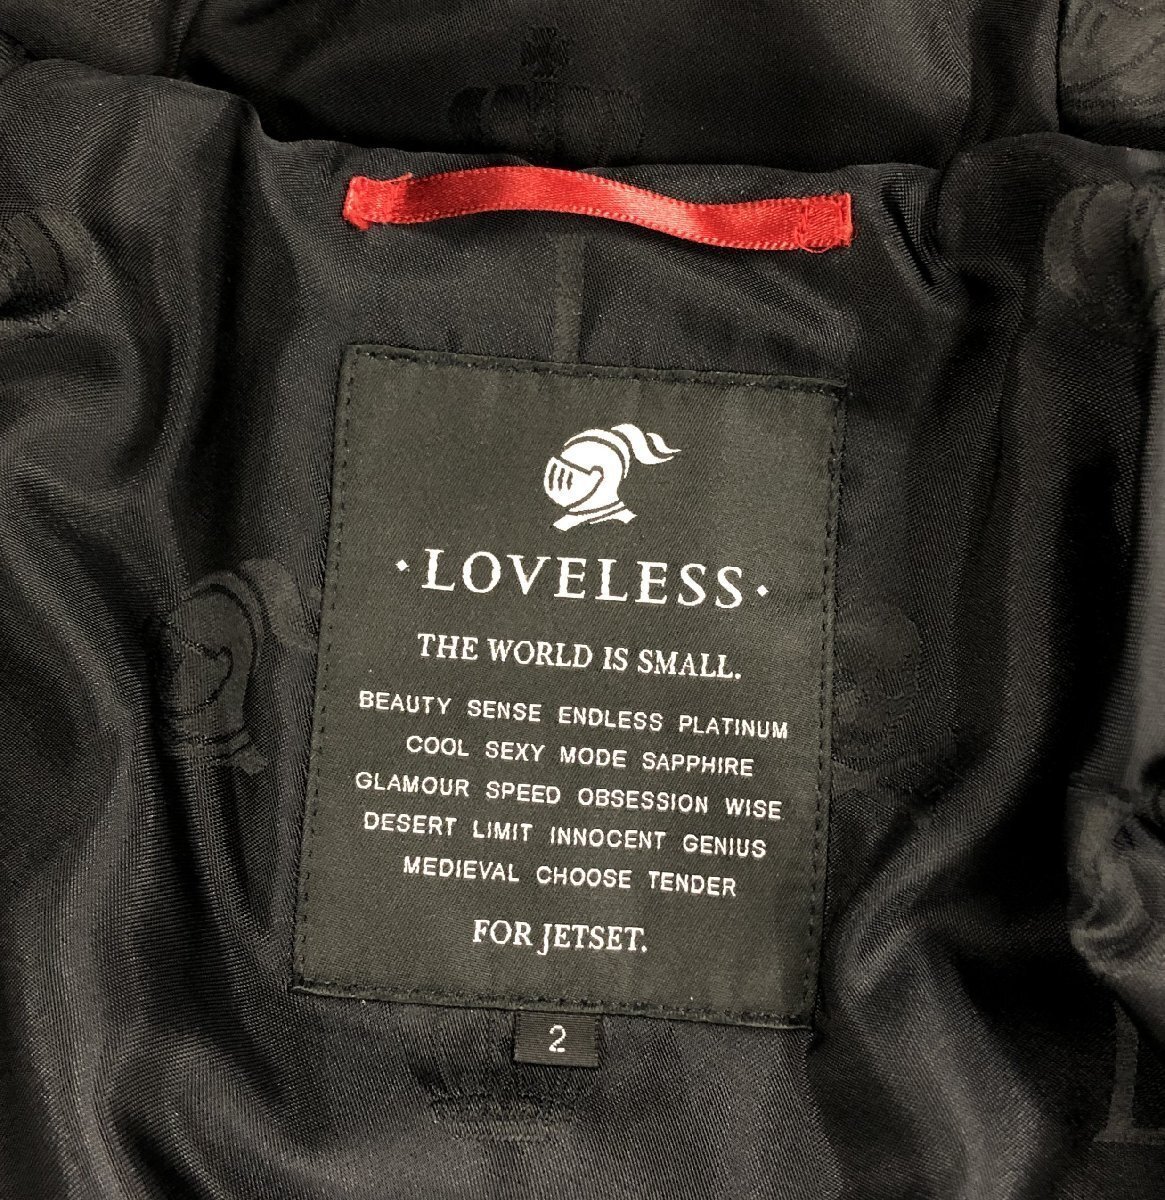 ·LOVELESS·
THE WORLD IS SMALL.
BEAUTY SENSE ENDLESS PLATINUM
COOL SEXY MODE SAPPHIRE
GLAMOUR SPEED OBSESSION WISE
DESERT LIMIT INNOCENT GENIUS
MEDIEVAL CHOOSE TENDER
FOR JETSET.
2